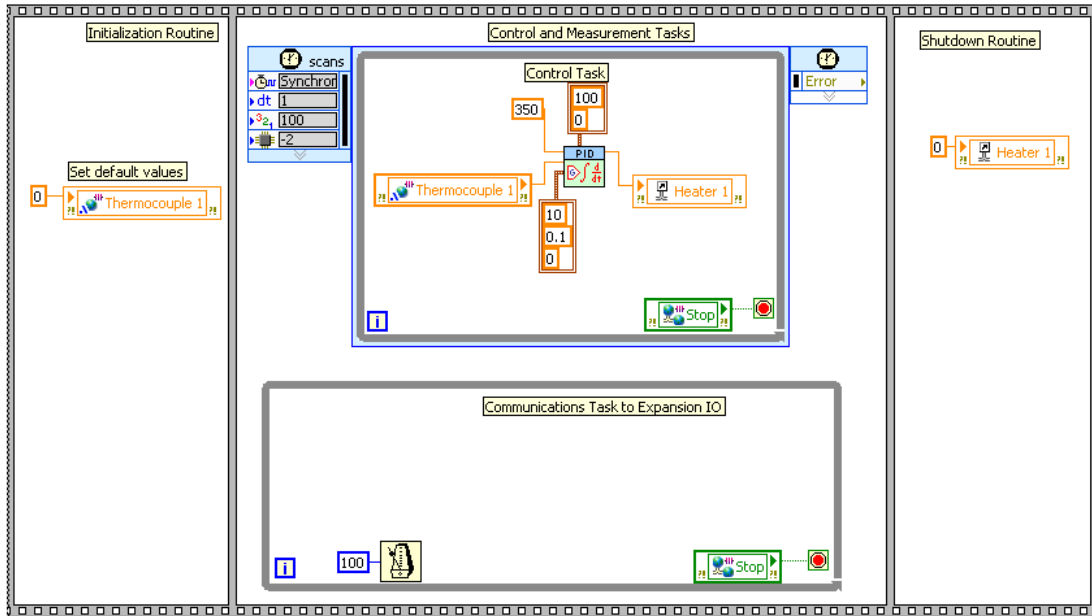 Initialization Routine
Set default values
0
Thermocouple 1
Control and Measurement Tasks
scans
Synchror
dt 1
100
-2
Error
Control Task
100
0
350
PID
Thermocouple 1
Heater 1
10
0.1
0
i
Stop
Communications Task to Expansion IO
i
100
Stop
Shutdown Routine
0
Heater 1